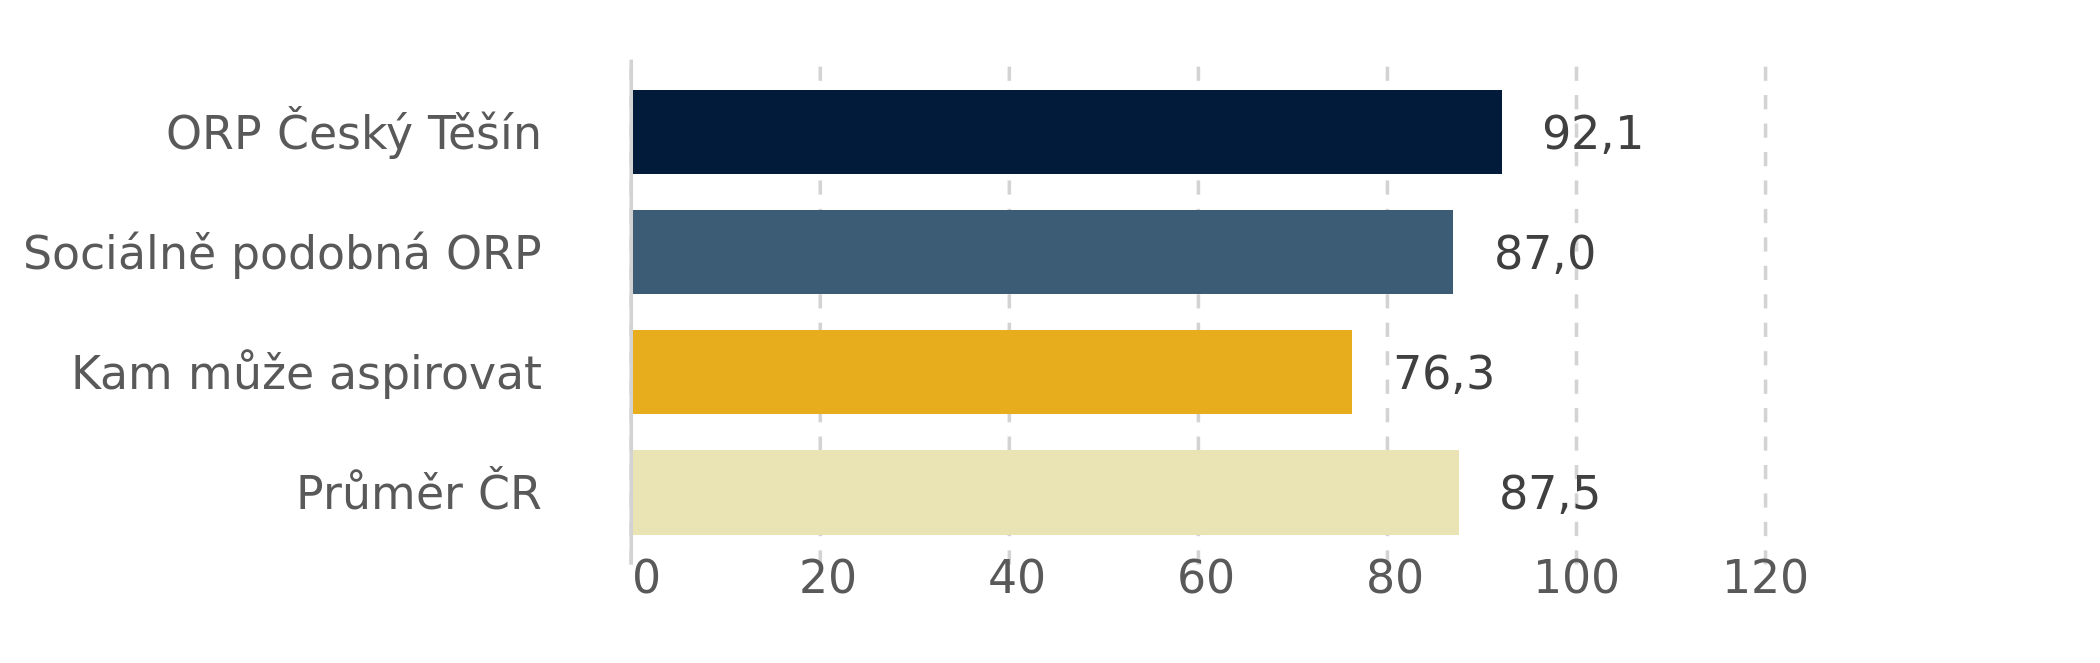 ORP Český Těšín 92,1
Sociálně podobná ORP 87,0
Kam může aspirovat 76,3
Průměr ČR 87,5
0 20 40 60 80 100 120